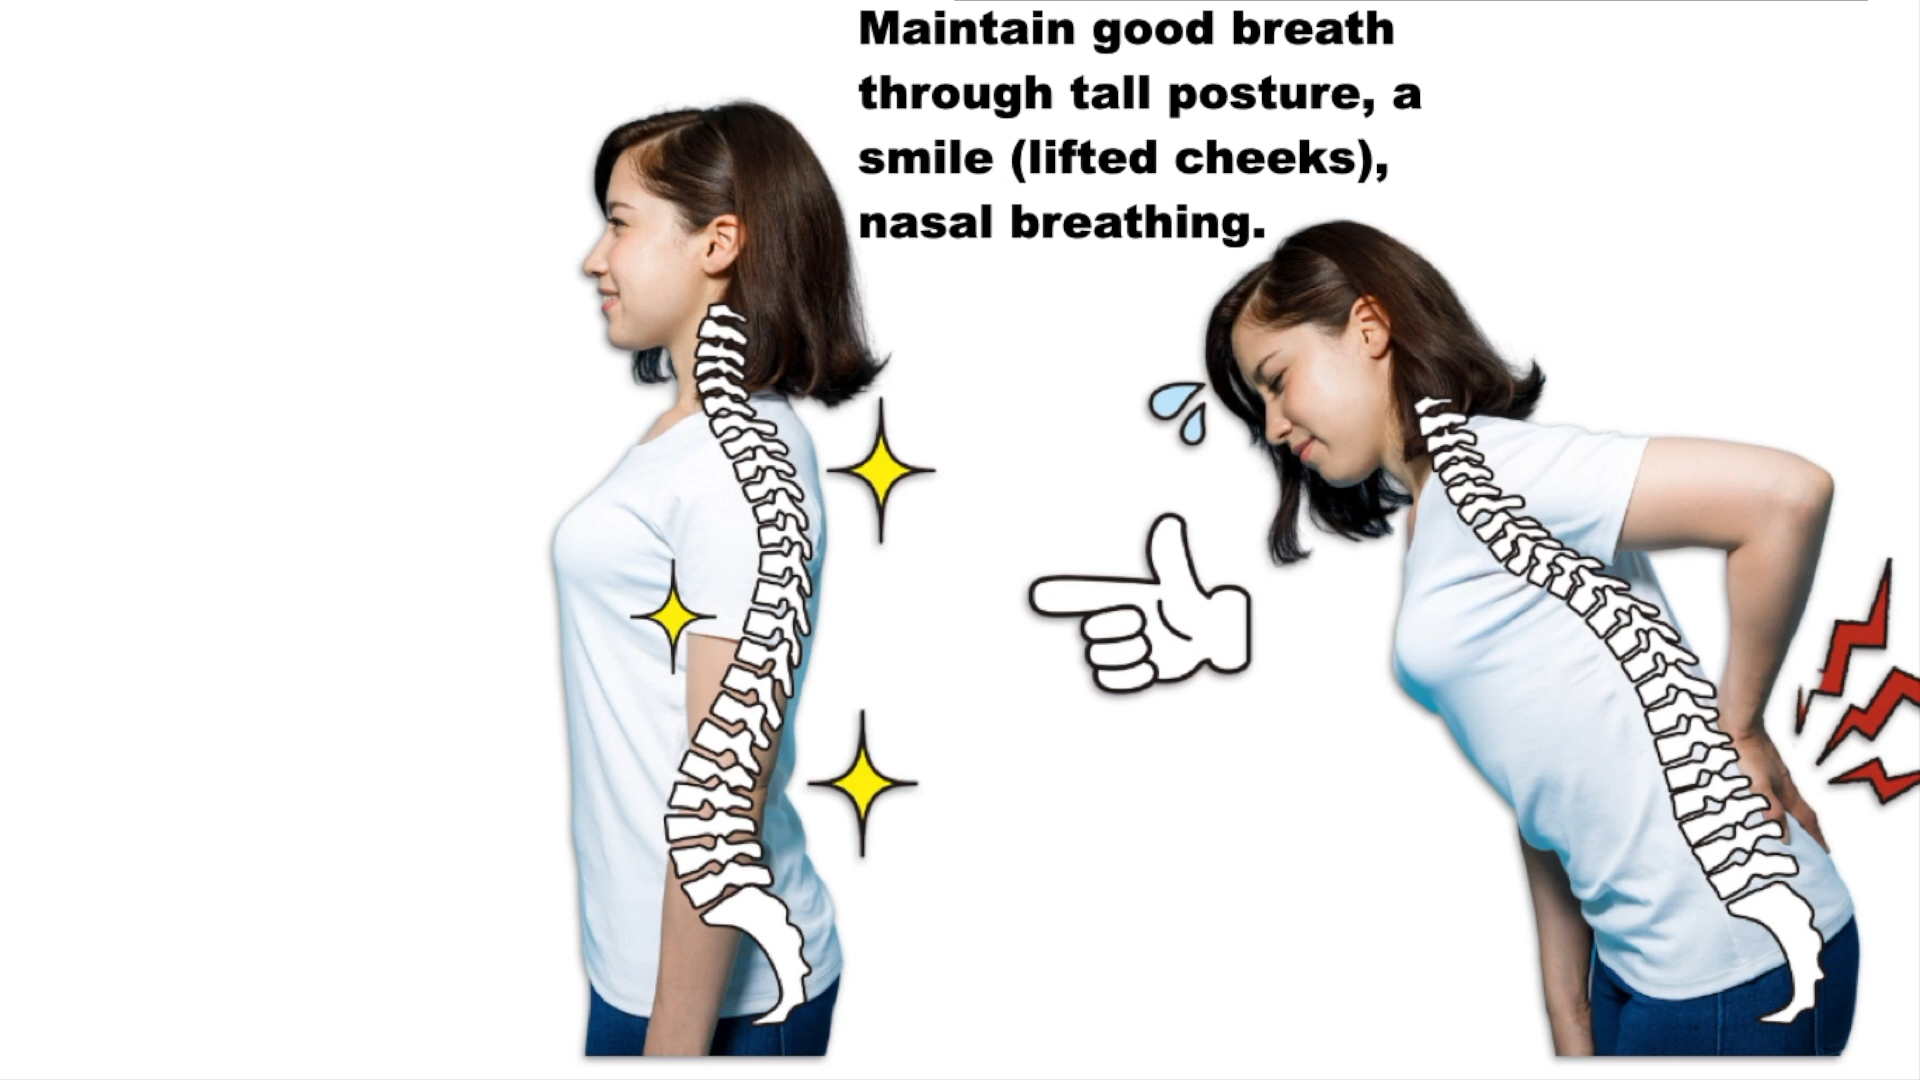 Maintain good breath
through tall posture, a
smile (lifted cheeks),
nasal breathing.